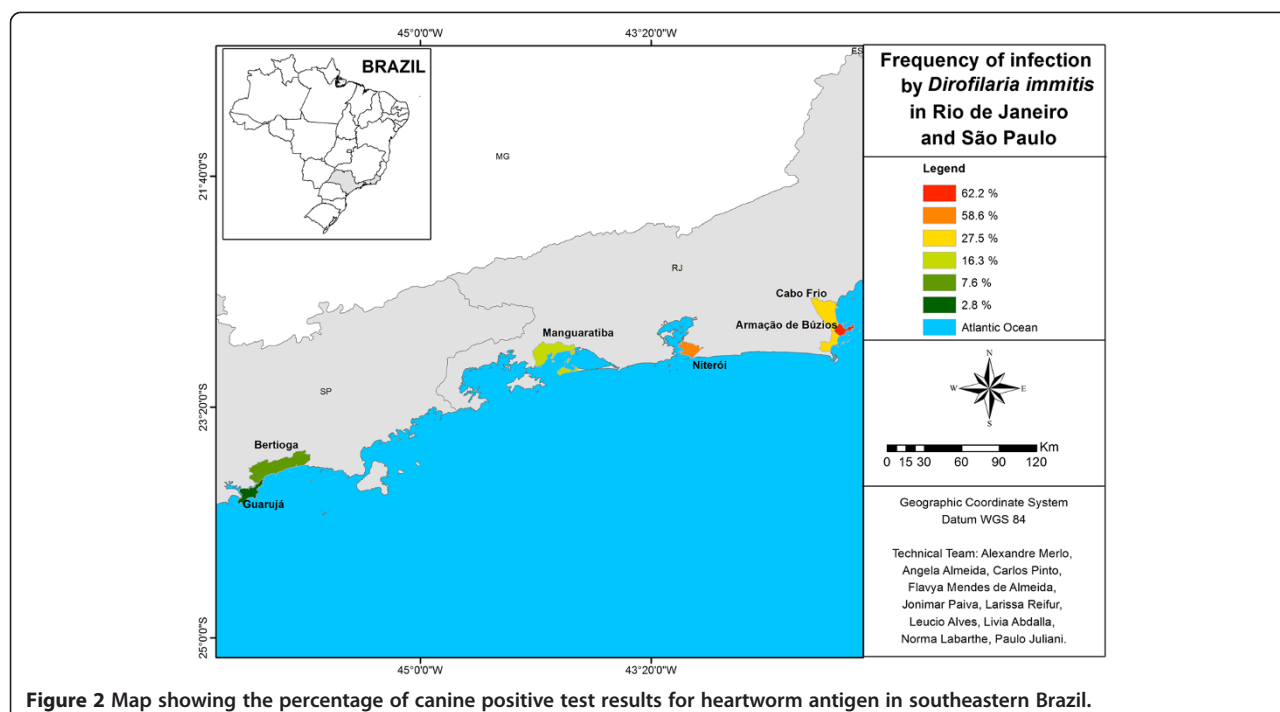 45°0'0"W
43°20'0"W
BRAZIL
ES
MG
21°40'0"S
RJ
Cabo Frio
Armação de Búzios
Manguaratiba
Niterói
SP
23°20'0"S
Bertioga
Guarujá
25°0'0"S
45°0'0"W
43°20'0"W
Frequency of infection
by Dirofilaria immitis
in Rio de Janeiro
and São Paulo
Legend
62.2 %
58.6 %
27.5 %
16.3 %
7.6 %
2.8 %
Atlantic Ocean
N
W
E
S
Km
0 15 30 60 90 120
Geographic Coordinate System
Datum WGS 84
Technical Team: Alexandre Merlo,
Angela Almeida, Carlos Pinto,
Flavya Mendes de Almeida,
Jonimar Paiva, Larissa Reifur,
Leucio Alves, Livia Abdalla,
Norma Labarthe, Paulo Juliani.
Figure 2 Map showing the percentage of canine positive test results for heartworm antigen in southeastern Brazil.